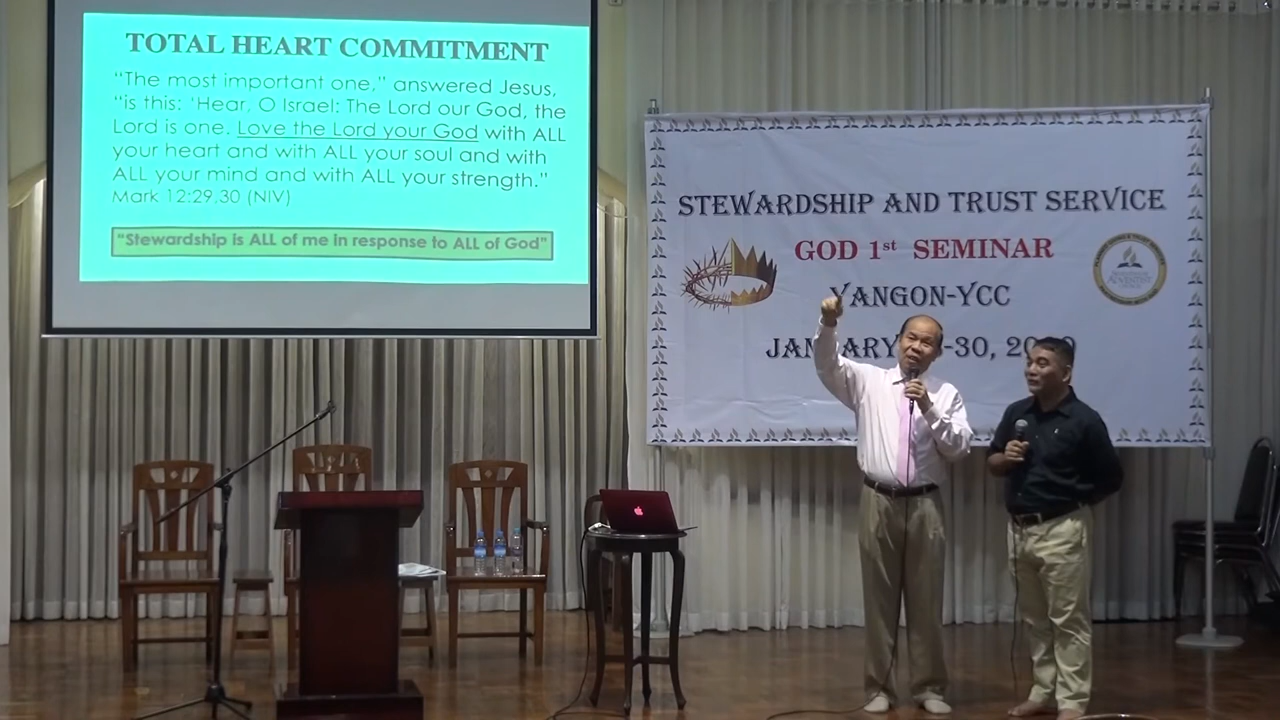 TOTAL HEART COMMITMENT
“The most important one,” answered Jesus,
“is this: ‘Hear, O Israel: The Lord our God, the
Lord is one. Love the Lord your God with ALL
your heart and with ALL your soul and with
ALL your mind and with ALL your strength.”
Mark 12:29,30 (NIV)
“Stewardship is ALL of me in response to ALL of God”
STEWARDSHIP AND TRUST SERVICE
GOD 1st SEMINAR
YANGON-YCC
-30,
ADVENTIST